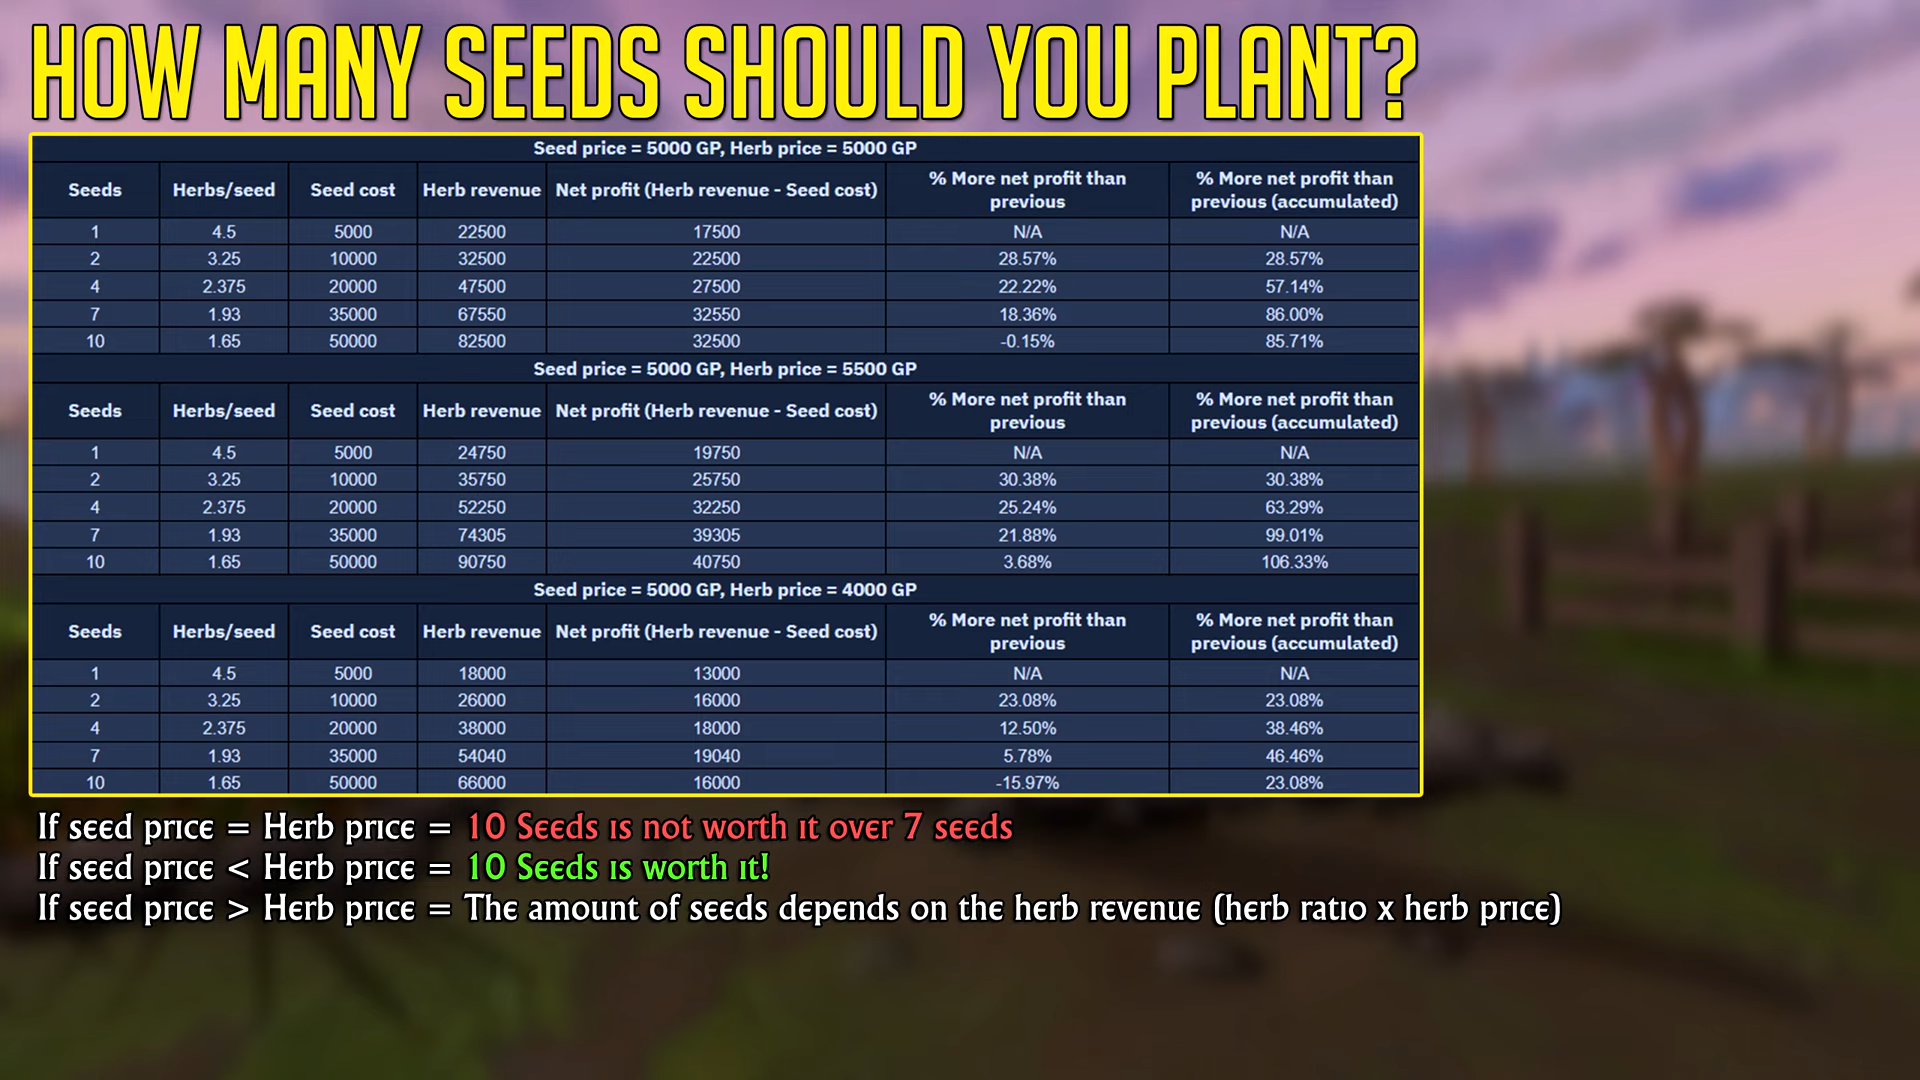 HOW MANY SEEDS SHOULD YOU PLANT?
Seed price = 5000 GP, Herb price = 5000 GP
Seeds Herbs/seed Seed cost Herb revenue Net profit (Herb revenue - Seed cost) % More net profit than previous % More net profit than previous (accumulated)
1 4.5 5000 22500 17500 N/A N/A
2 3.25 10000 32500 22500 28.57% 28.57%
4 2.375 20000 47500 27500 22.22% 57.14%
7 1.93 35000 67550 32550 18.36% 86.00%
10 1.65 50000 82500 32500 -0.15% 85.71%
Seed price = 5000 GP, Herb price = 5500 GP
Seeds Herbs/seed Seed cost Herb revenue Net profit (Herb revenue - Seed cost) % More net profit than previous % More net profit than previous (accumulated)
1 4.5 5000 24750 19750 N/A N/A
2 3.25 10000 35750 25750 30.38% 30.38%
4 2.375 20000 52250 32250 25.24% 63.29%
7 1.93 35000 74305 39305 21.88% 99.01%
10 1.65 50000 90750 40750 3.68% 106.33%
Seed price = 5000 GP, Herb price = 4000 GP
Seeds Herbs/seed Seed cost Herb revenue Net profit (Herb revenue - Seed cost) % More net profit than previous % More net profit than previous (accumulated)
1 4.5 5000 18000 13000 N/A N/A
2 3.25 10000 26000 16000 23.08% 23.08%
4 2.375 20000 38000 18000 12.50% 38.46%
7 1.93 35000 54040 19040 5.78% 46.46%
10 1.65 50000 66000 16000 -15.97% 23.08%
If seed price = Herb price = 10 Seeds is not worth it over 7 seeds
If seed price < Herb price = 10 Seeds is worth it!
If seed price > Herb price = The amount of seeds depends on the herb revenue (herb ratio x herb price)